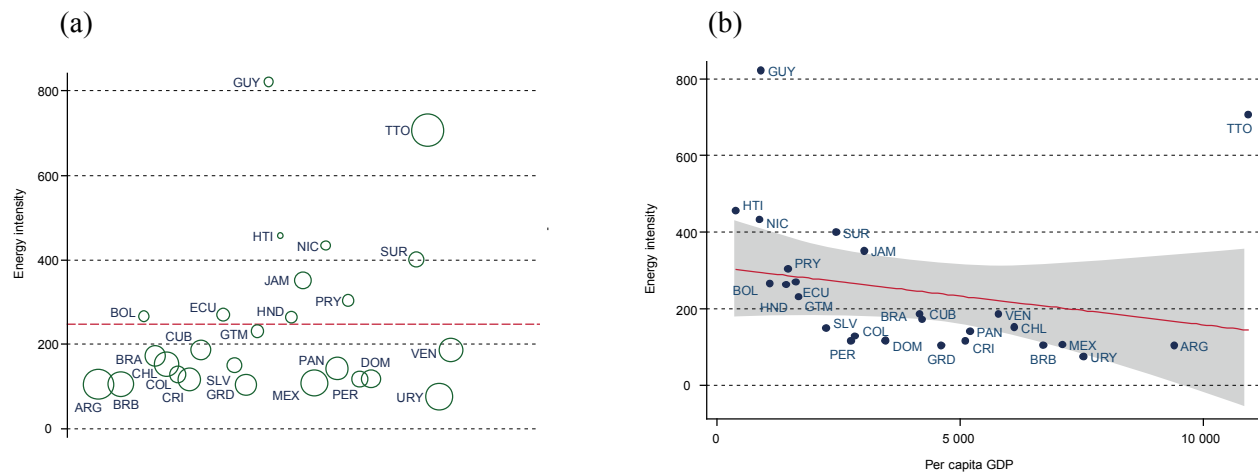 (a)
Energy intensity
800
600
400
200
0
GUY
TTO
HTI
NIC
SUR
JAM
PRY
BOL
ECU
HND
GTM
CUB
BRA
CHL
COL
CRI
SLV
GRD
PAN
DOM
VEN
ARG
BRB
MEX
PER
URY
(b)
Energy intensity
800
600
400
200
0
GUY
TTO
HTI
NIC
SUR
JAM
PRY
BOL
ECU
HND
GTM
BRA
CUB
VEN
SLV
COL
PAN
CHL
PER
DOM
GRD
CRI
BRB
MEX
URY
ARG
0
5 000
10 000
Per capita GDP